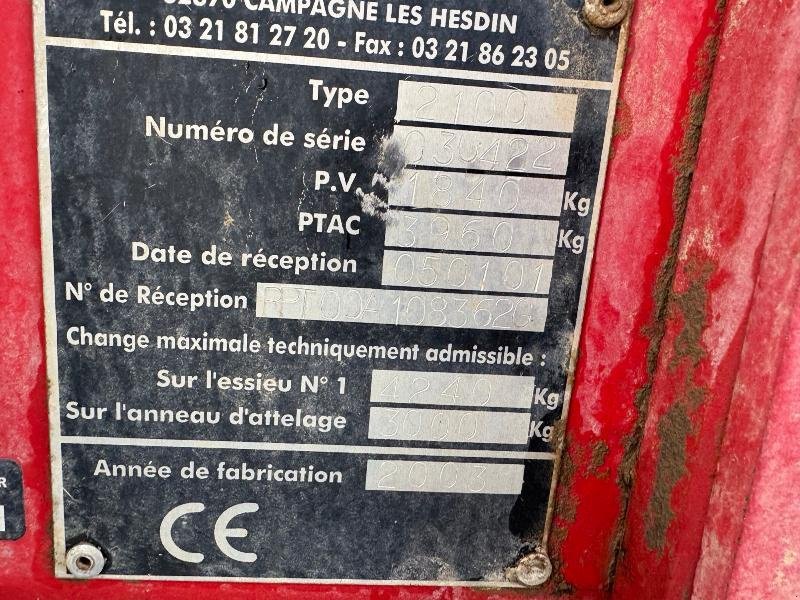 CAMPAGNE LES HESDIN
Tél. : 03 21 81 27 20 - Fax : 03 21 86 23 05
Type 2100
Numéro de série 030422
P.V. 1840 Kg
PTAC 3960 Kg
Date de réception 050101
N° de Réception
Change maximale techniquement admissible :
Sur l'essieu N° 1 4240 Kg
Sur l'anneau d'attelage 3000 Kg
Année de fabrication 2003
CE